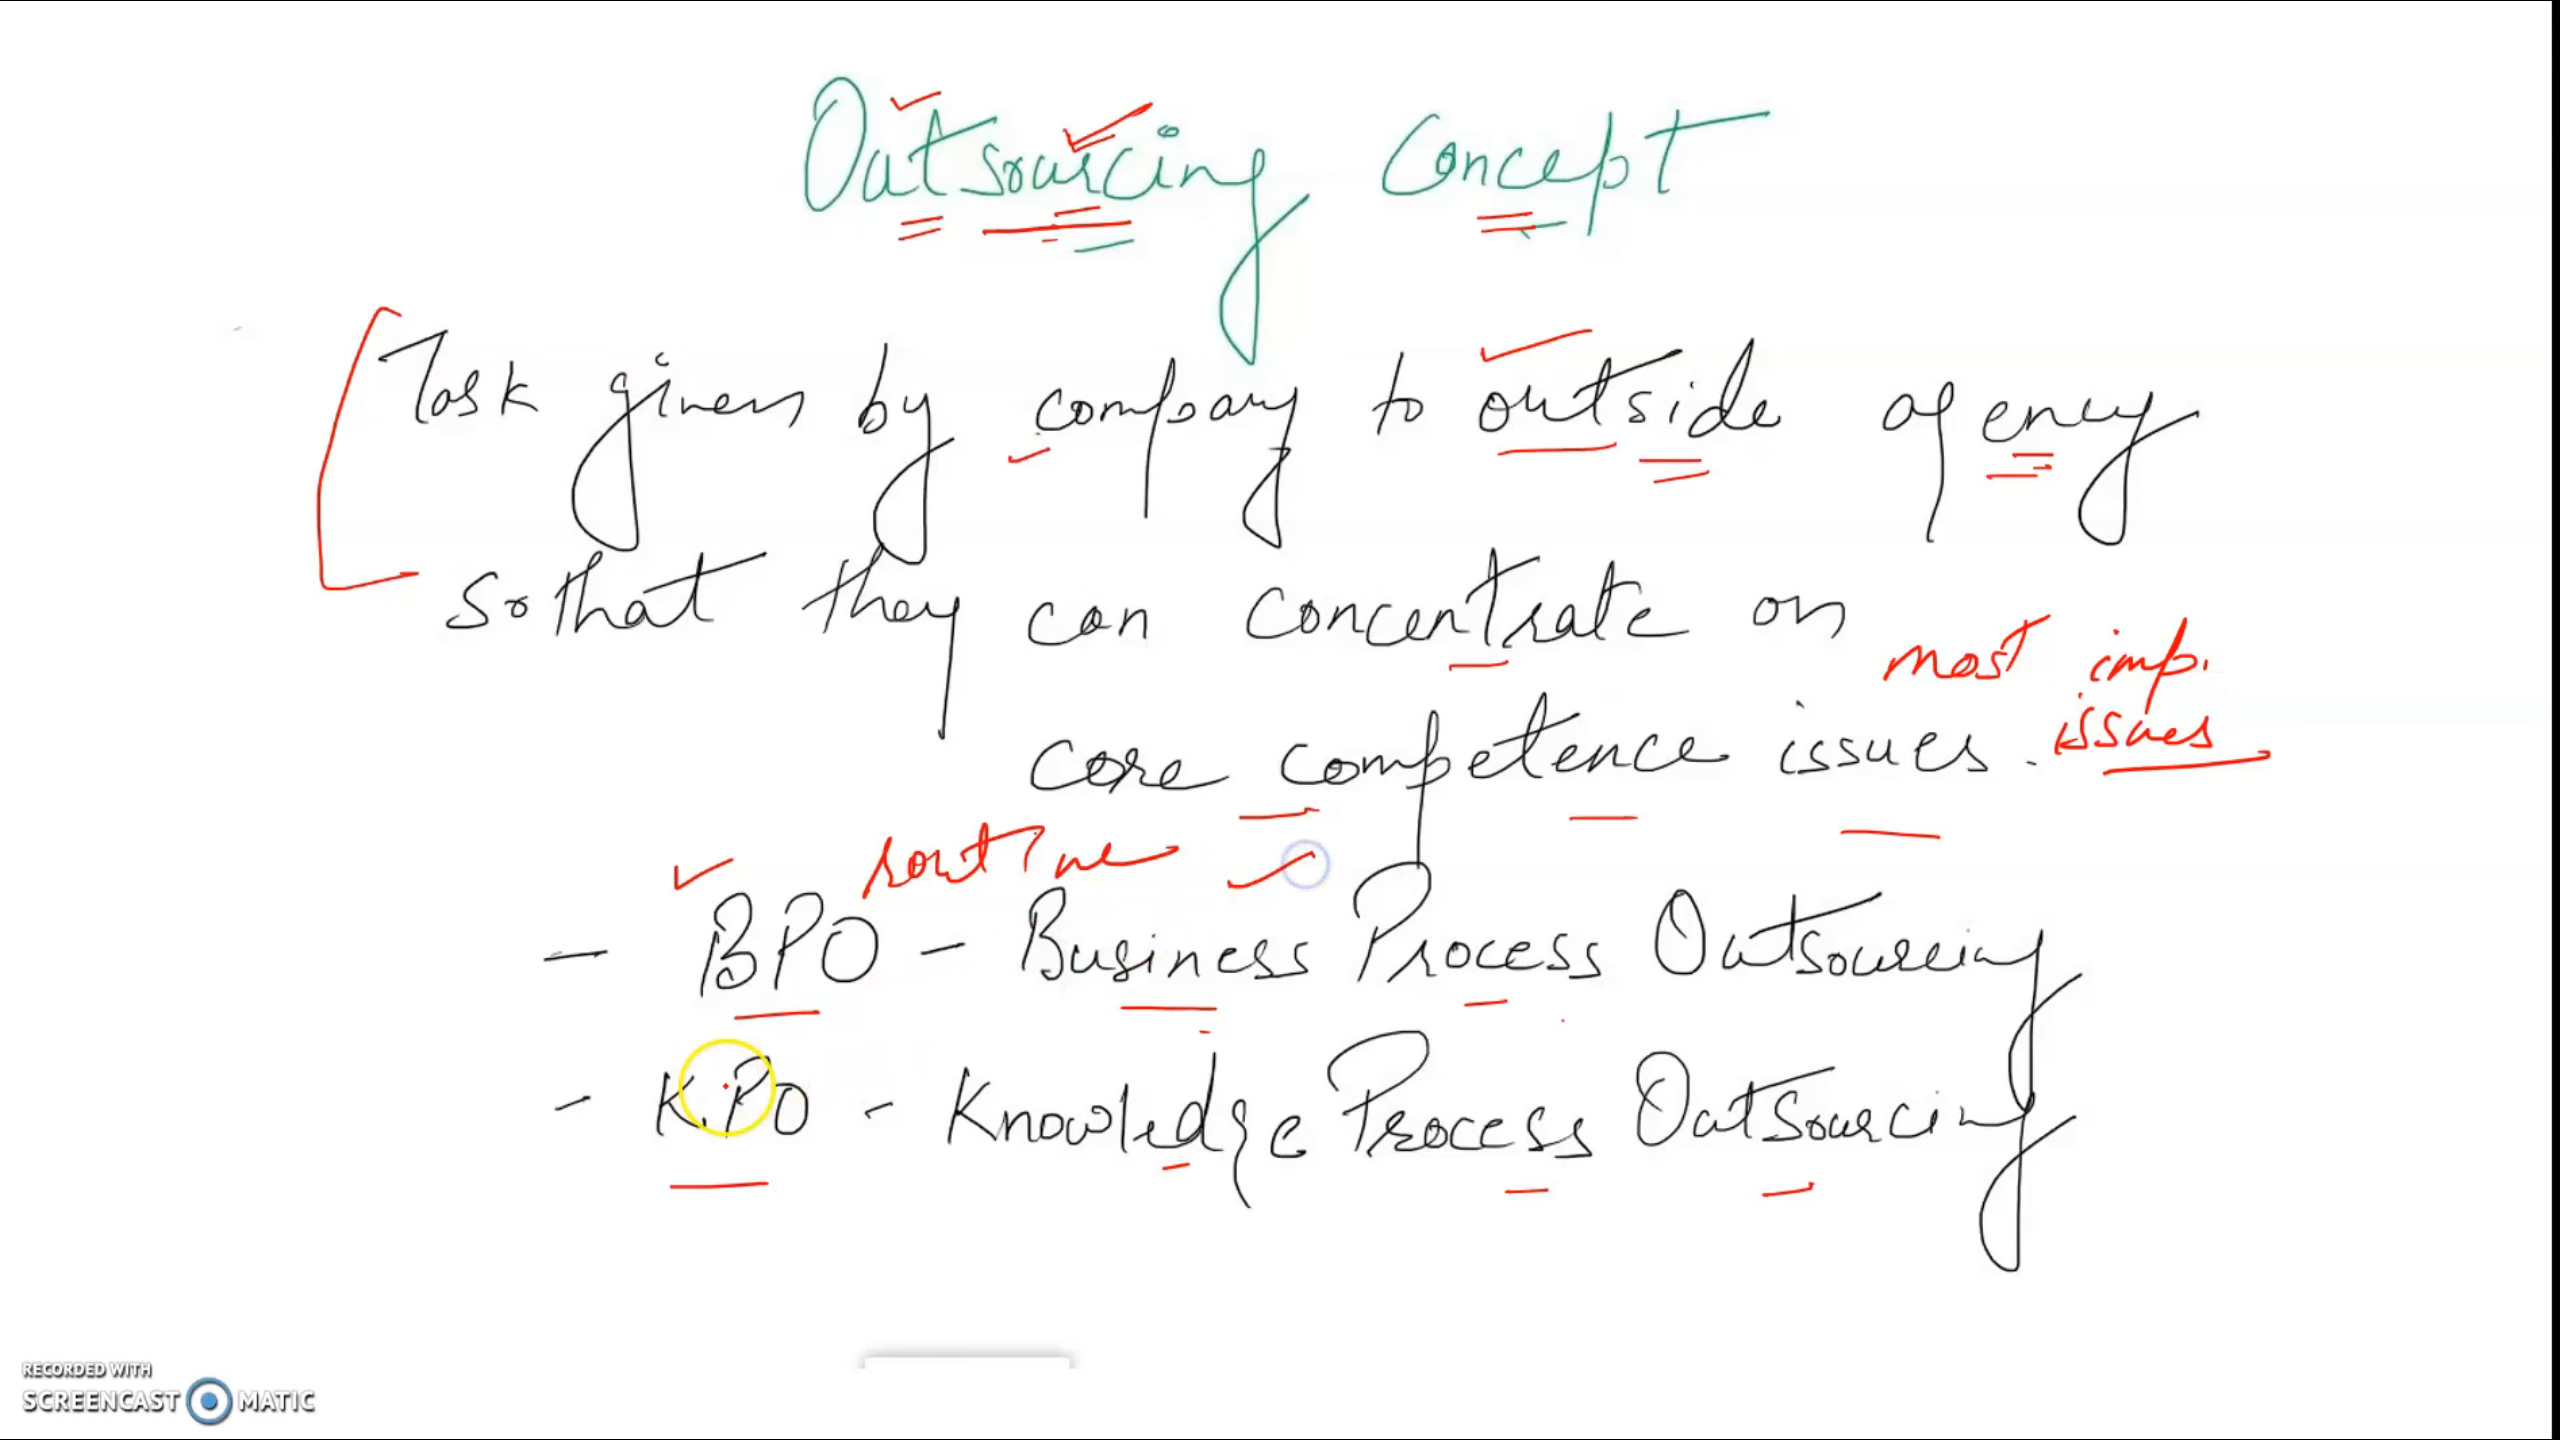 Outsourcing Concept
Task given by company to outside agency
so that they can concentrate on
most imp.
core competence issues.
issues
routine
- BPO - Business Process Outsourcing
- K.PO - Knowledge Process Outsourcing
RECORDED WITH
SCREENCAST MATIC